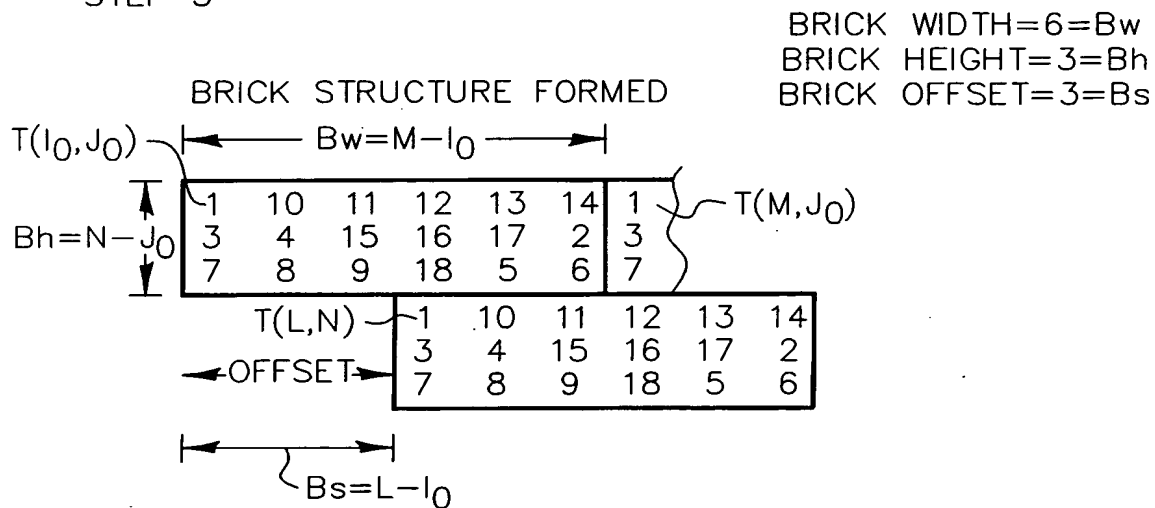 BRICK WIDTH=6=Bw
BRICK HEIGHT=3=Bh
BRICK OFFSET=3=Bs
BRICK STRUCTURE FORMED
Bw=M-I0
T(I0,J0)
1 10 11 12 13 14 1
T(M,J0)
Bh=N-J0
3 4 15 16 17 2 3
7 8 9 18 5 6 7
T(L,N)
1 10 11 12 13 14
3 4 15 16 17 2
OFFSET
7 8 9 18 5 6
Bs=L-I0